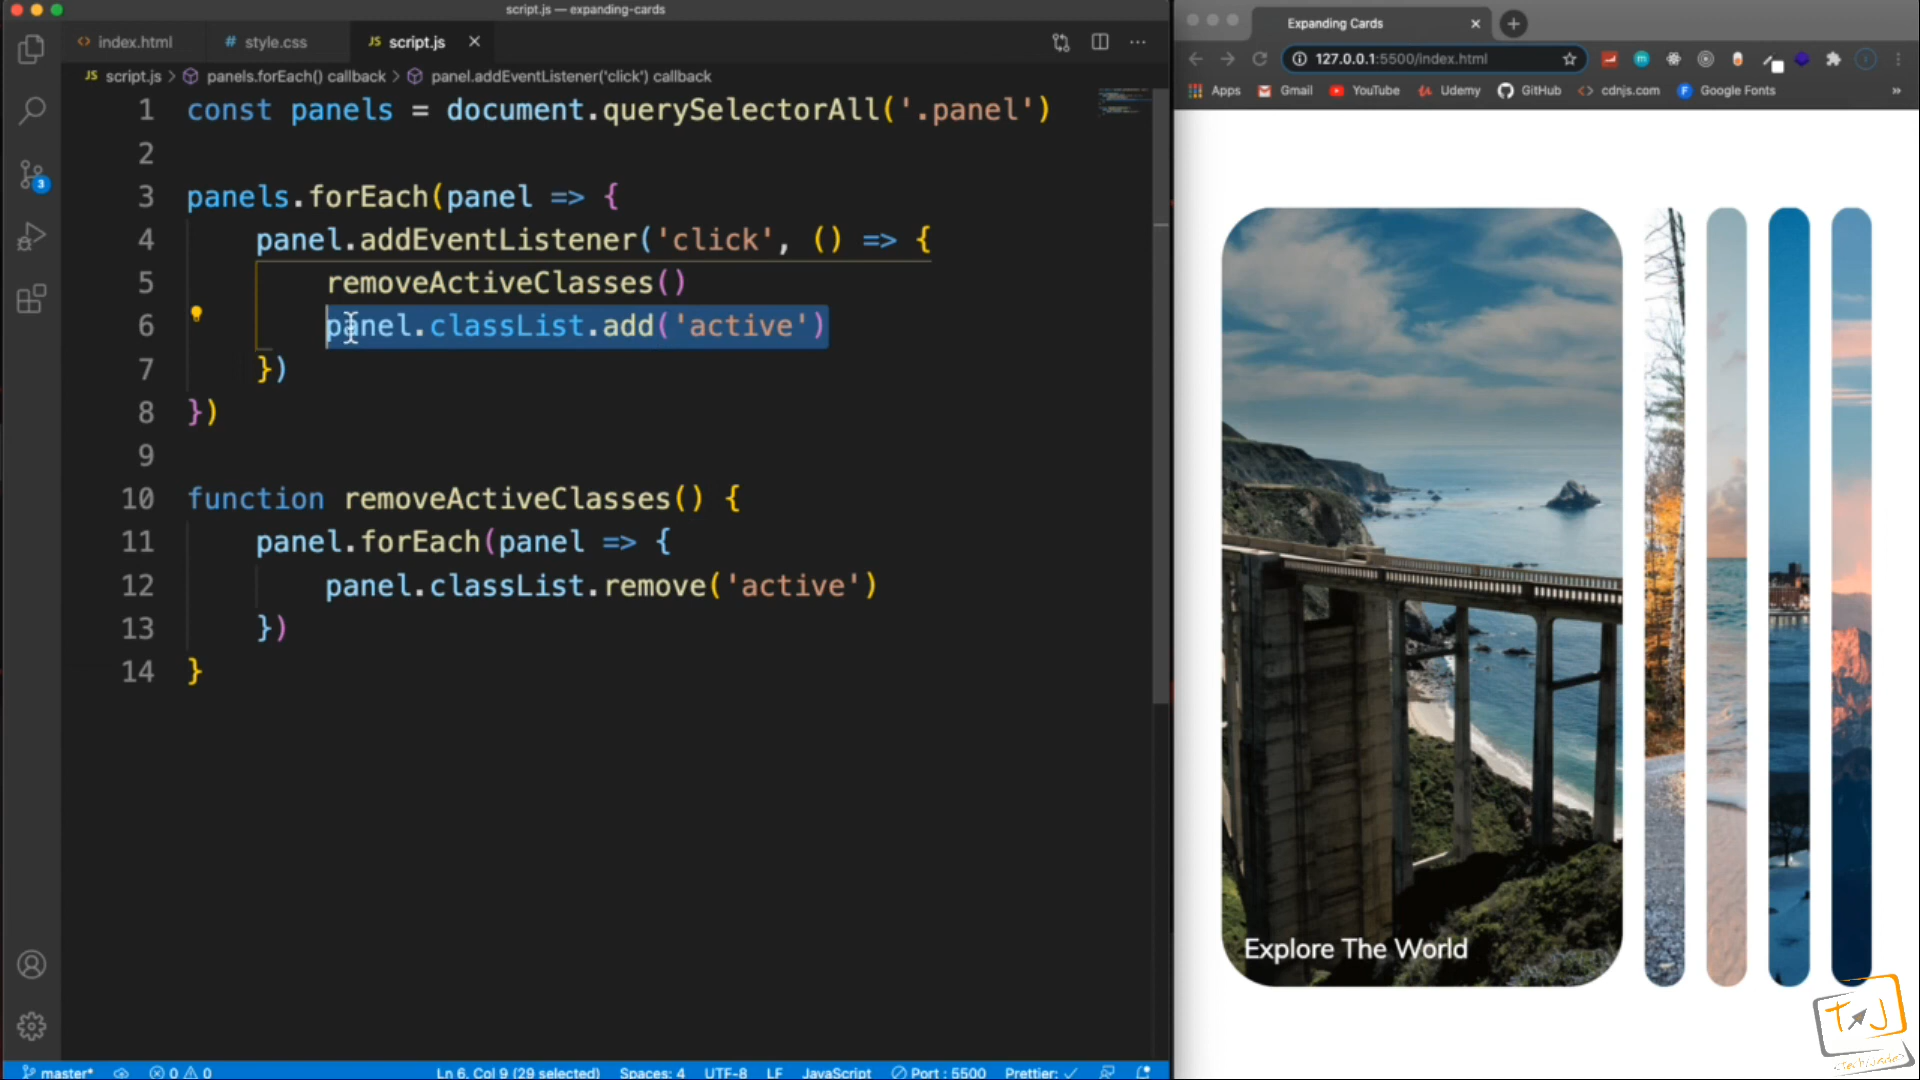 script.js — expanding-cards
index.html
# style.css
JS script.js
JS script.js > panels.forEach() callback > panel.addEventListener('click') callback
1 const panels = document.querySelectorAll('.panel')
2
3 panels.forEach(panel => {
4 panel.addEventListener('click', () => {
5 removeActiveClasses()
6 panel.classList.add('active')
7 })
8 })
9
10 function removeActiveClasses() {
11 panel.forEach(panel => {
12 panel.classList.remove('active')
13 })
14 }
3
master* 0 0 Ln 6, Col 9 (29 selected) Spaces: 4 UTF-8 LF JavaScript Port : 5500 Prettier: ✓
Expanding Cards
127.0.0.1:5500/index.html
Apps Gmail YouTube Udemy GitHub cdnjs.com Google Fonts »
Explore The World
TJ